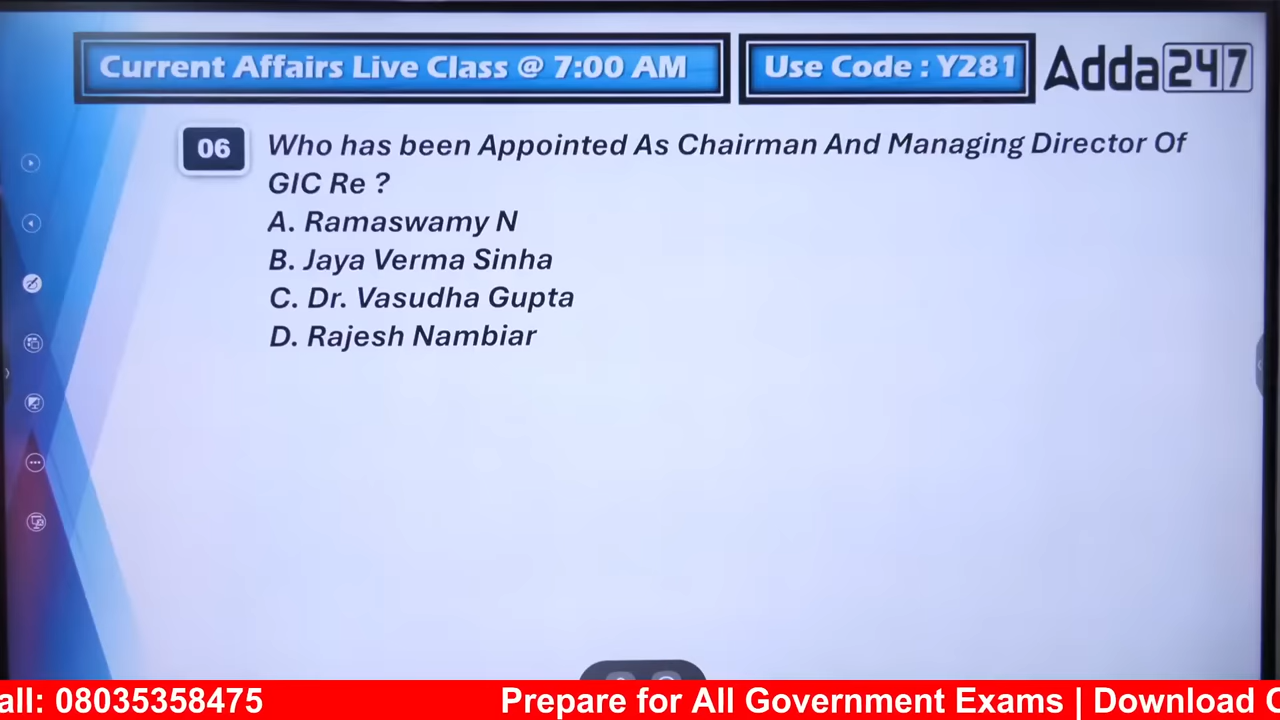 Current Affairs Live Class @ 7:00 AM
Use Code : Y281
Adda247
06
Who has been Appointed As Chairman And Managing Director Of
GIC Re ?
A. Ramaswamy N
B. Jaya Verma Sinha
C. Dr. Vasudha Gupta
D. Rajesh Nambiar
all: 08035358475 Prepare for All Government Exams | Download